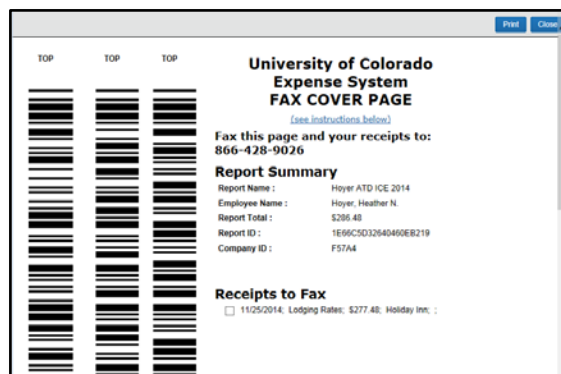 Print Close
TOP TOP TOP
University of Colorado
Expense System
FAX COVER PAGE
(see instructions below)
Fax this page and your receipts to:
866-428-9026
Report Summary
Report Name : Hoyer ATD ICE 2014
Employee Name : Hoyer, Heather N.
Report Total : $286.48
Report ID : 1E66C5D32640460EB219
Company ID : F57A4
Receipts to Fax
11/25/2014; Lodging Rates; $277.48; Holiday Inn; ;